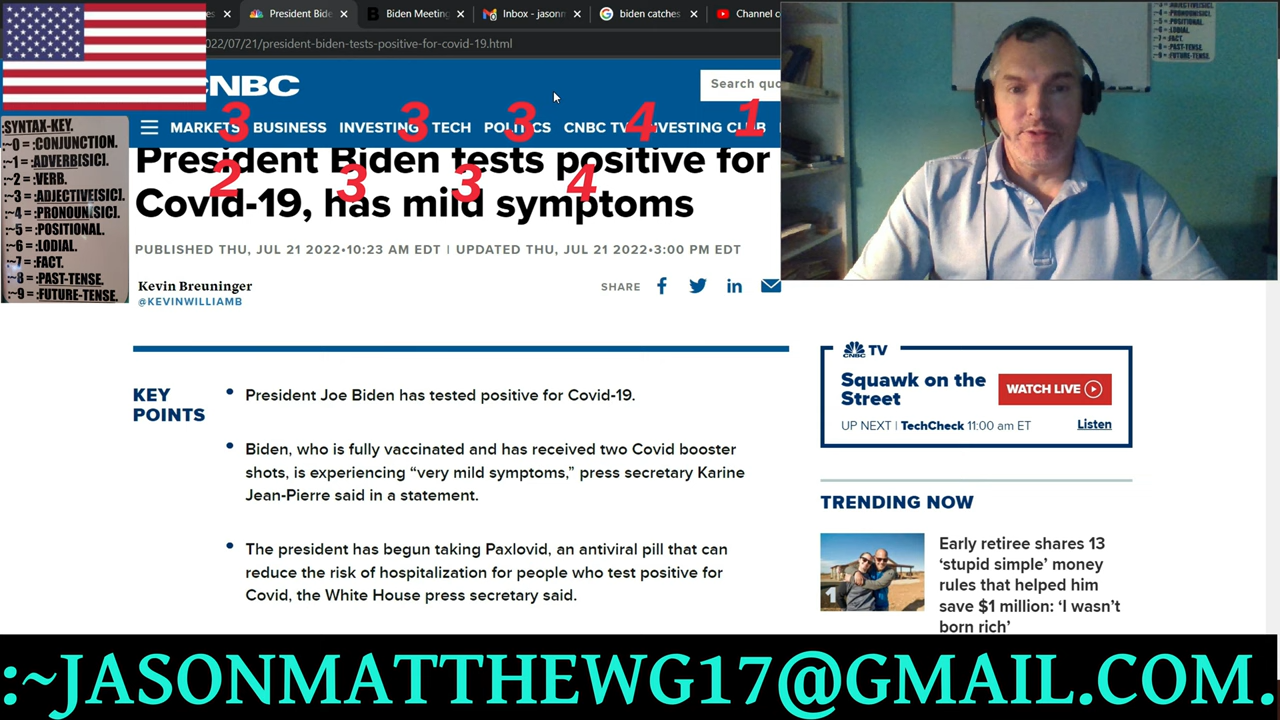 President Bide
Biden Meeting
Inbox - jasonn
biden catches
Channel c
022/07/21/president-biden-tests-positive-for-covid-19.html
CNBC
Search quo
MARKETS BUSINESS INVESTING TECH POLITICS CNBC TV INVESTING CLUB
3 3 3 4 1
President Biden tests positive for
2 3 3 4
Covid-19, has mild symptoms
PUBLISHED THU, JUL 21 2022•10:23 AM EDT | UPDATED THU, JUL 21 2022•3:00 PM EDT
Kevin Breuninger
@KEVINWILLIAMB
SHARE
:SYNTAX-KEY.
~0 = :CONJUNCTION.
~1 = :ADVERB[SIC].
~2 = :VERB.
~3 = :ADJECTIVE[SIC].
~4 = :PRONOUN[SIC].
~5 = :POSITIONAL.
~6 = :LODIAL.
~7 = :FACT.
~8 = :PAST-TENSE.
~9 = :FUTURE-TENSE.
KEY
POINTS
President Joe Biden has tested positive for Covid-19.
Biden, who is fully vaccinated and has received two Covid booster
shots, is experiencing “very mild symptoms,” press secretary Karine
Jean-Pierre said in a statement.
The president has begun taking Paxlovid, an antiviral pill that can
reduce the risk of hospitalization for people who test positive for
Covid, the White House press secretary said.
CNBC TV
Squawk on the
Street
WATCH LIVE
UP NEXT | TechCheck 11:00 am ET
Listen
TRENDING NOW
1
Early retiree shares 13
‘stupid simple’ money
rules that helped him
save $1 million: ‘I wasn’t
born rich’
:~JASONMATTHEWG17@GMAIL.COM.